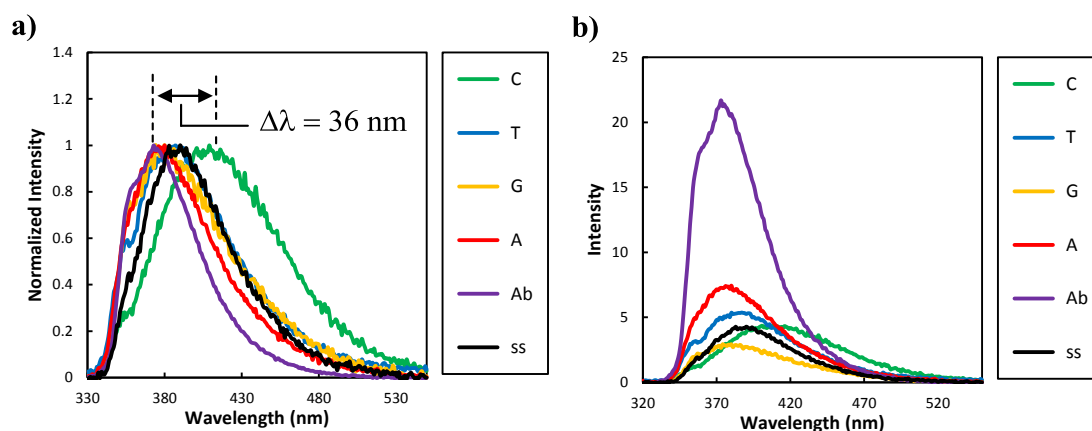 a)
Normalized Intensity
1.4
1.2
1
0.8
0.6
0.4
0.2
0
330
380
430
480
530
Wavelength (nm)
Δλ = 36 nm
C
T
G
A
Ab
ss
b)
Intensity
25
20
15
10
5
0
320
370
420
470
520
Wavelength (nm)
C
T
G
A
Ab
ss